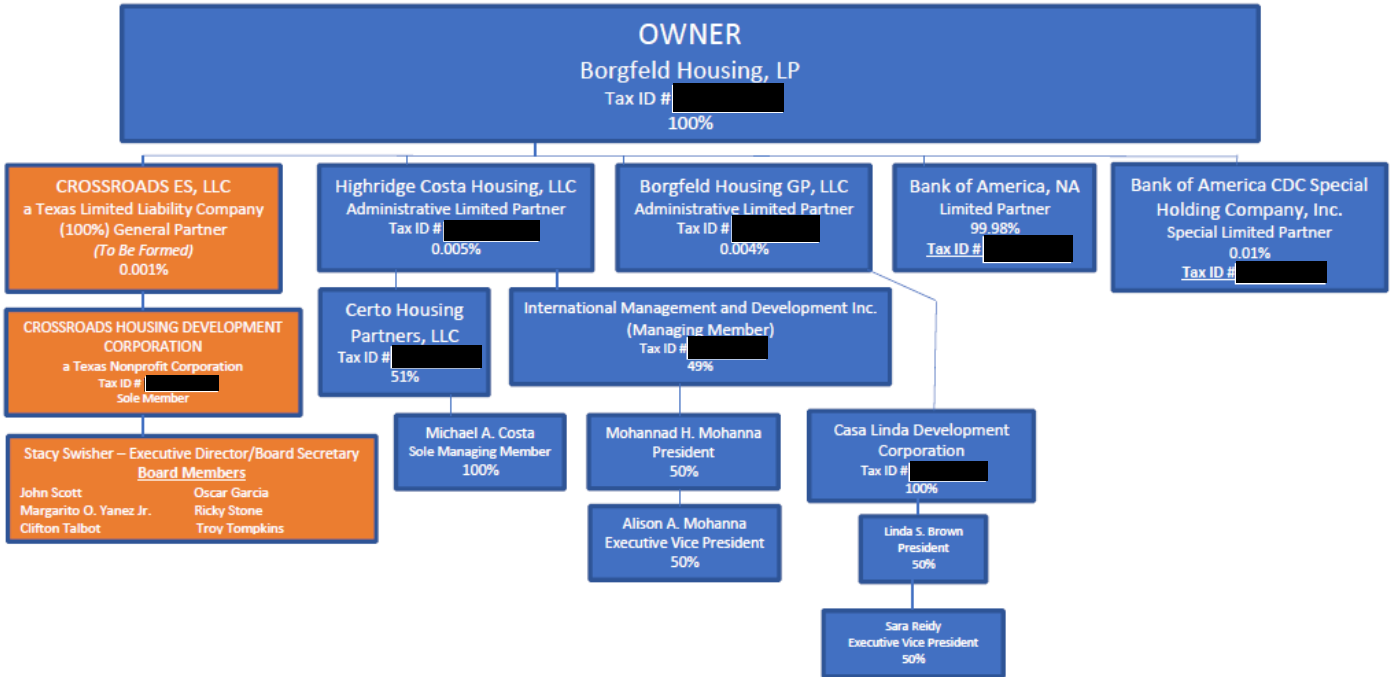 OWNER
Borgfeld Housing, LP
Tax ID #
100%
CROSSROADS ES, LLC
a Texas Limited Liability Company
(100%) General Partner
(To Be Formed)
0.001%
Highridge Costa Housing, LLC
Administrative Limited Partner
Tax ID #
0.005%
Borgfeld Housing GP, LLC
Administrative Limited Partner
Tax ID #
0.004%
Bank of America, NA
Limited Partner
99.98%
Tax ID #
Bank of America CDC Special
Holding Company, Inc.
Special Limited Partner
0.01%
Tax ID #
CROSSROADS HOUSING DEVELOPMENT
CORPORATION
a Texas Nonprofit Corporation
Tax ID #
Sole Member
Certo Housing
Partners, LLC
Tax ID #
51%
International Management and Development Inc.
(Managing Member)
Tax ID #
49%
Stacy Swisher – Executive Director/Board Secretary
Board Members
John Scott Oscar Garcia
Margarito O. Yanez Jr. Ricky Stone
Clifton Talbot Troy Tompkins
Michael A. Costa
Sole Managing Member
100%
Mohannad H. Mohanna
President
50%
Alison A. Mohanna
Executive Vice President
50%
Casa Linda Development
Corporation
Tax ID #
100%
Linda S. Brown
President
50%
Sara Reidy
Executive Vice President
50%